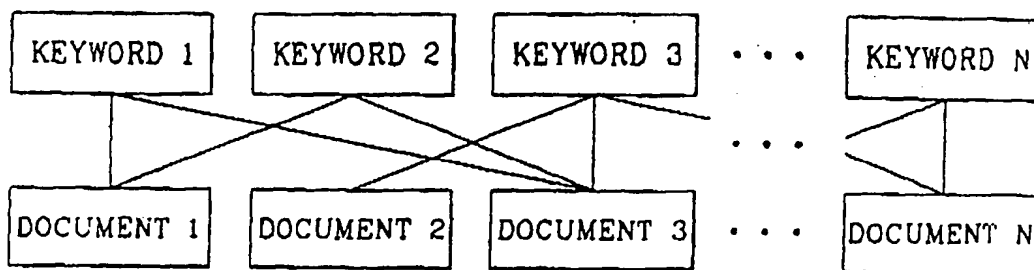 KEYWORD 1 KEYWORD 2 KEYWORD 3 . . . KEYWORD N
. . .
DOCUMENT 1 DOCUMENT 2 DOCUMENT 3 . . . DOCUMENT N